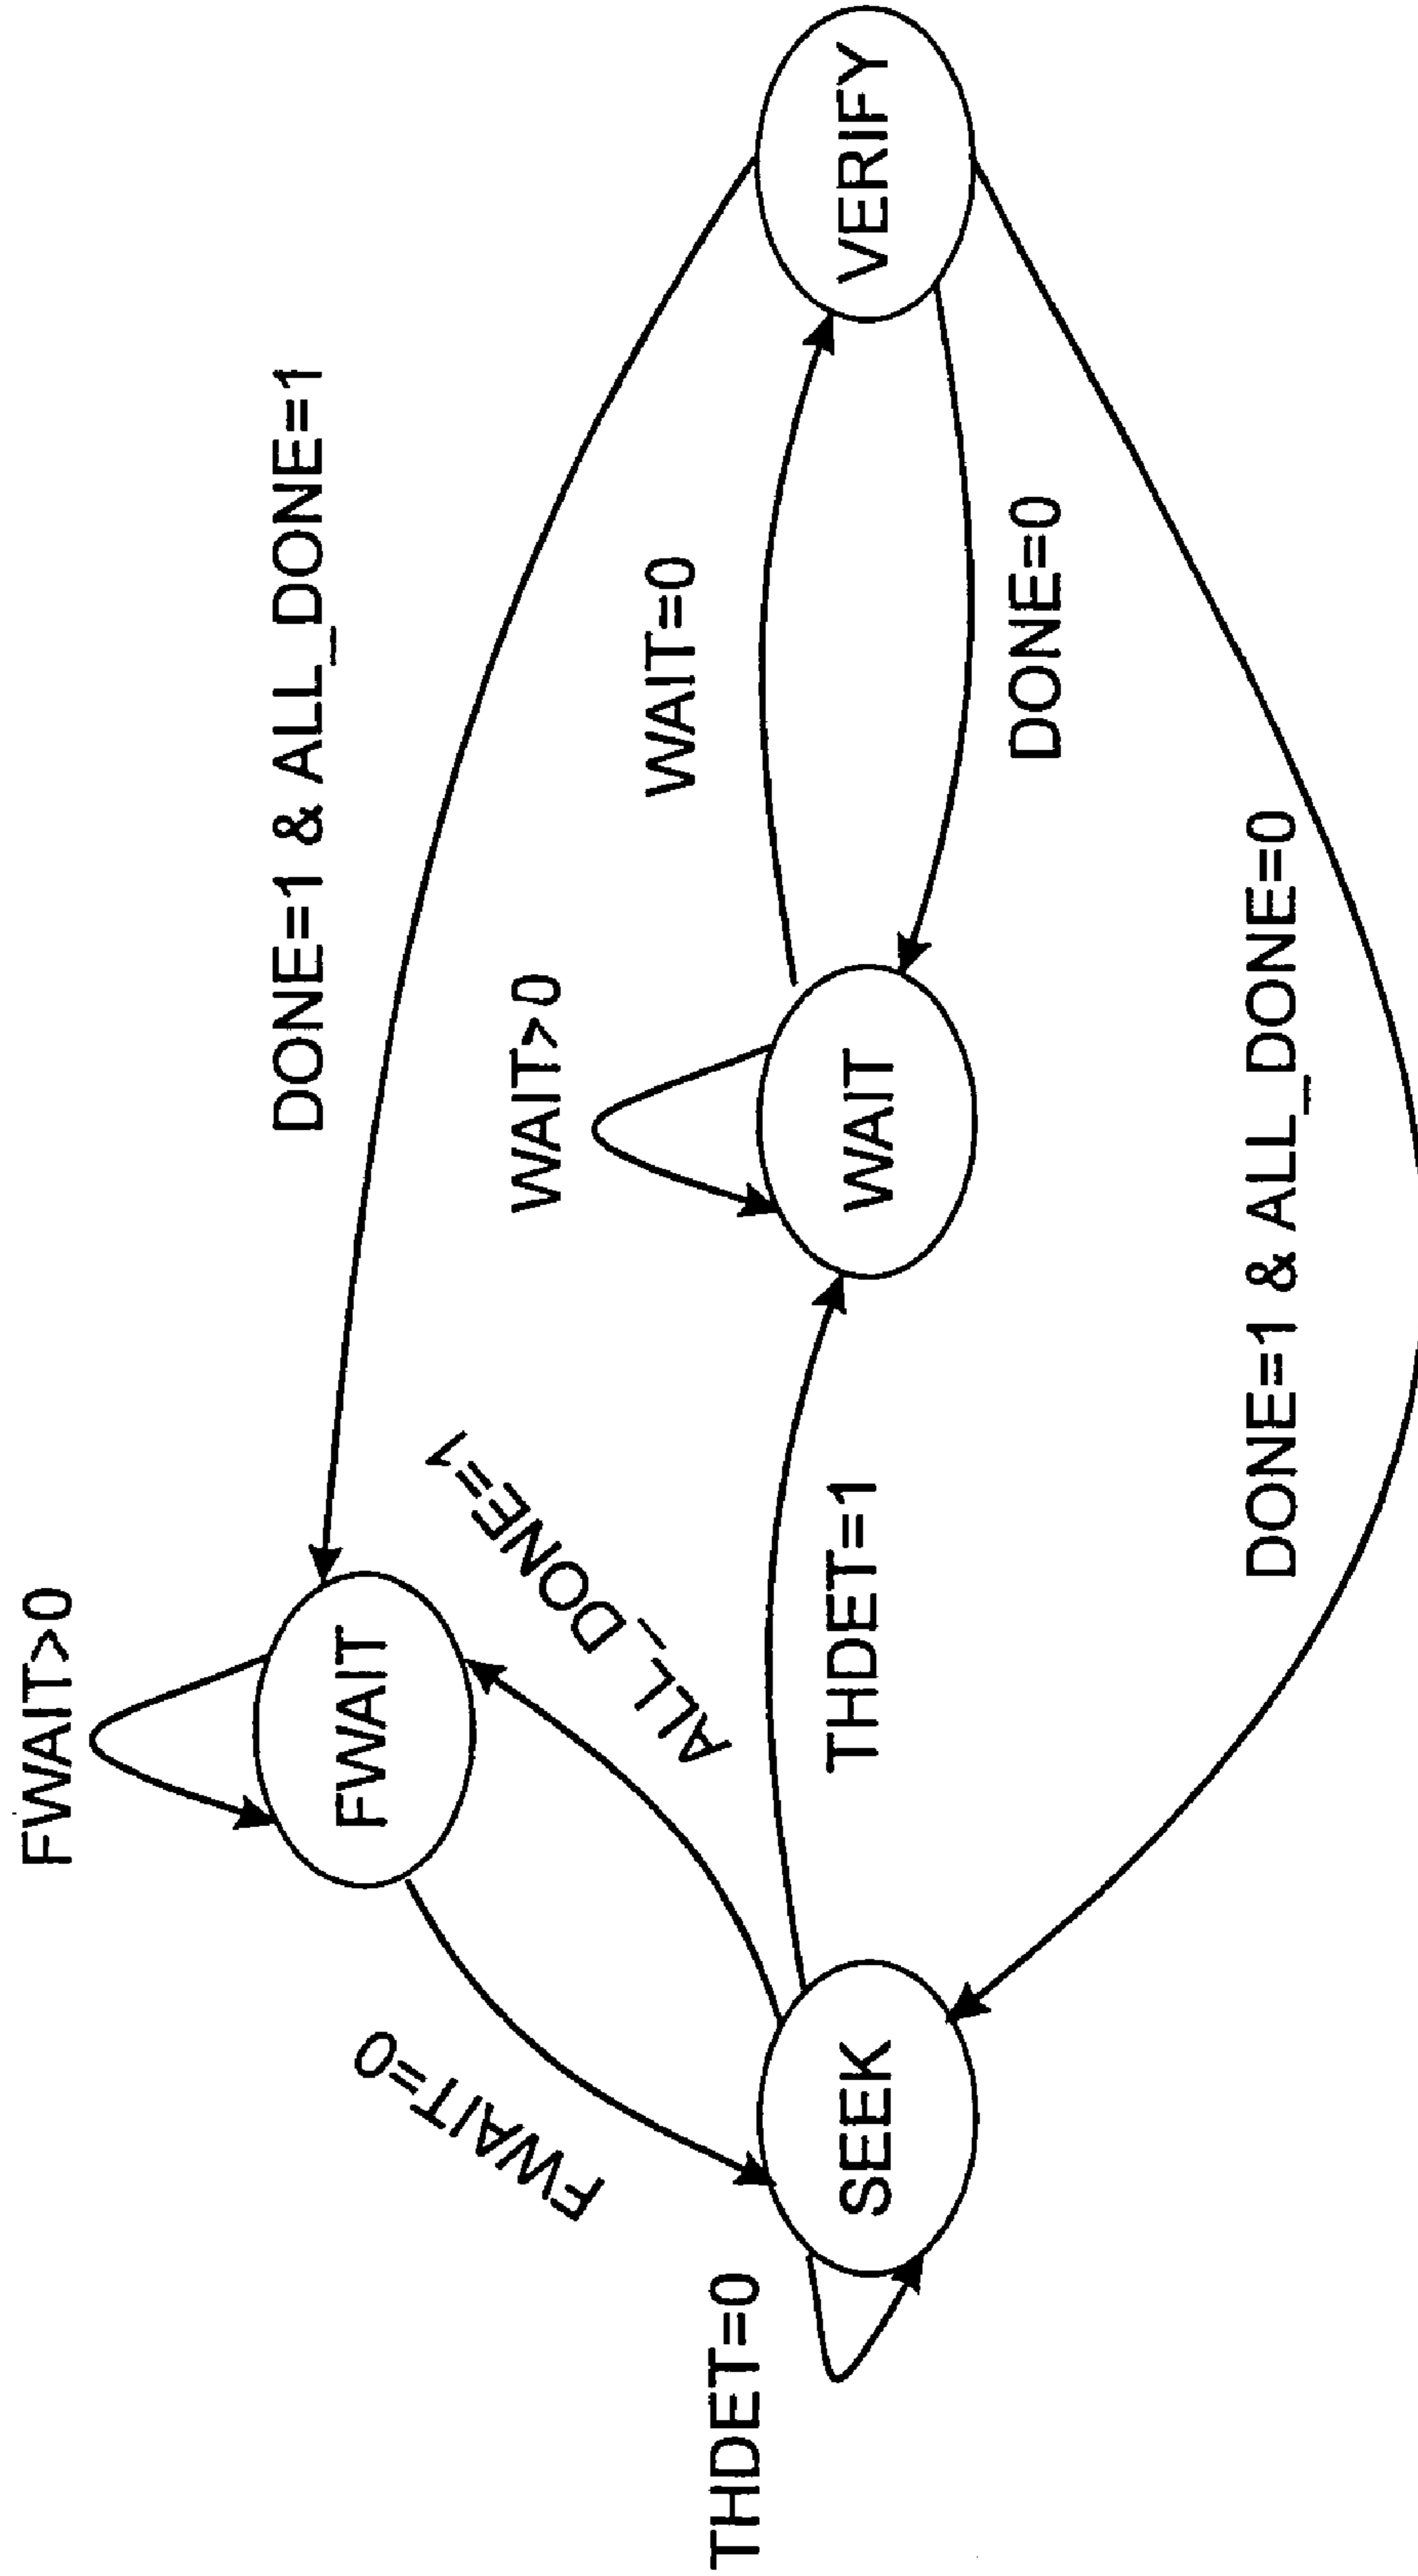 FWAIT>0
DONE=1 & ALL_DONE=1
FWAIT
FWAIT=0
ALL_DONE=1
WAIT>0
WAIT=0
THDET=0
SEEK
THDET=1
WAIT
VERIFY
DONE=0
DONE=1 & ALL_DONE=0